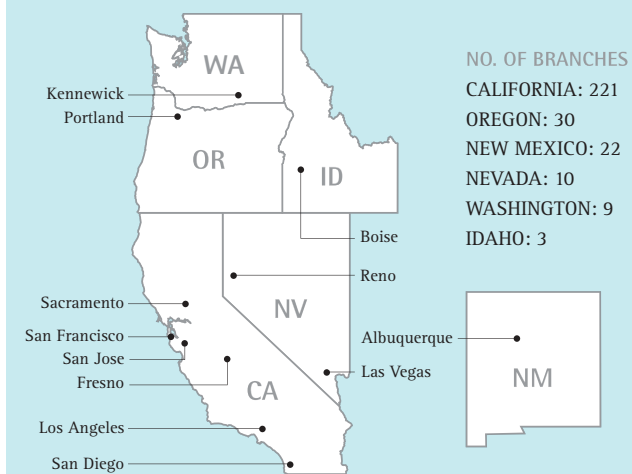 WA
Kennewick
Portland
OR
ID
Boise
Reno
Sacramento
NV
San Francisco
San Jose
Fresno
Las Vegas
CA
Los Angeles
San Diego
NO. OF BRANCHES
CALIFORNIA: 221
OREGON: 30
NEW MEXICO: 22
NEVADA: 10
WASHINGTON: 9
IDAHO: 3
Albuquerque
NM